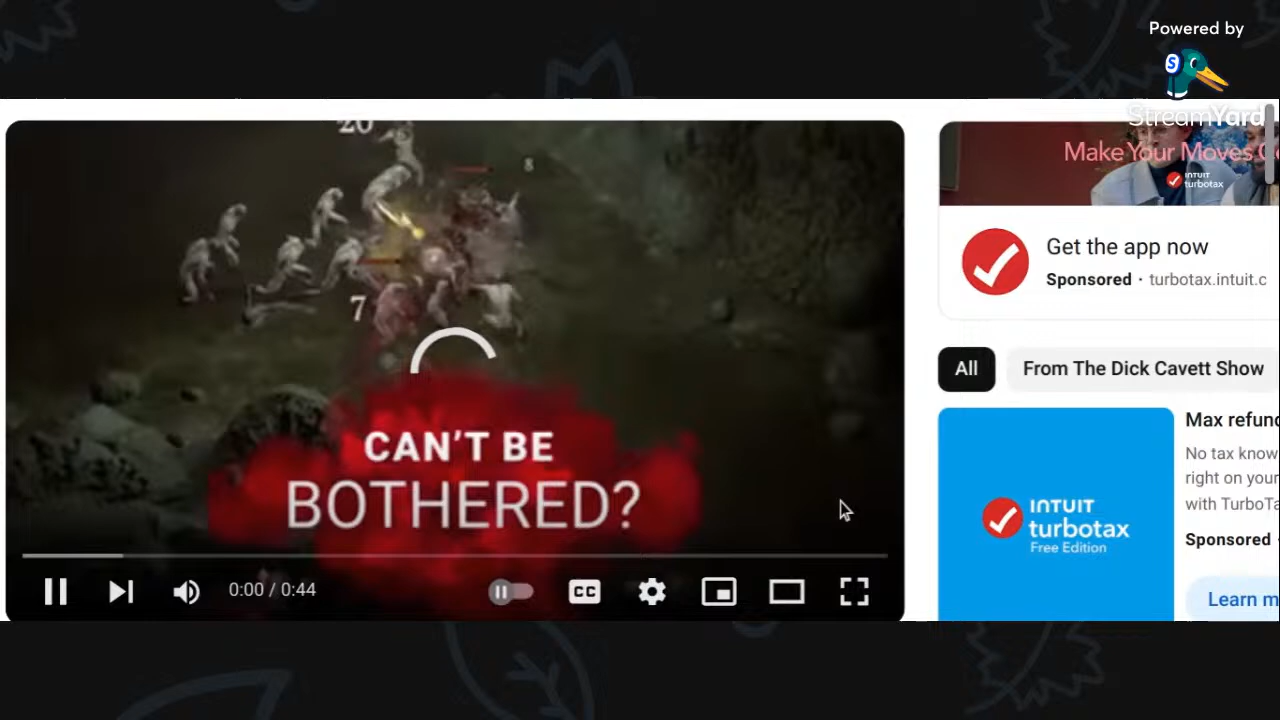 Powered by
StreamYard
20
8
7
CAN'T BE
BOTHERED?
0:00 / 0:44
CC
Make Your Moves
INTUIT
turbotax
Get the app now
Sponsored · turbotax.intuit.c
All
From The Dick Cavett Show
INTUIT
turbotax
Free Edition
Max refund
No tax know
right on your
with TurboTa
Sponsored ·
Learn m